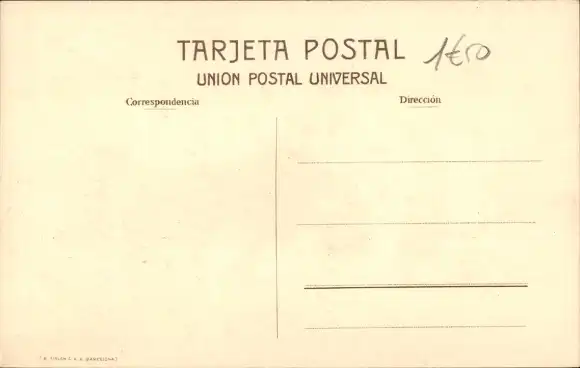 TARJETA POSTAL 1€50
UNION POSTAL UNIVERSAL
Correspondencia Dirección